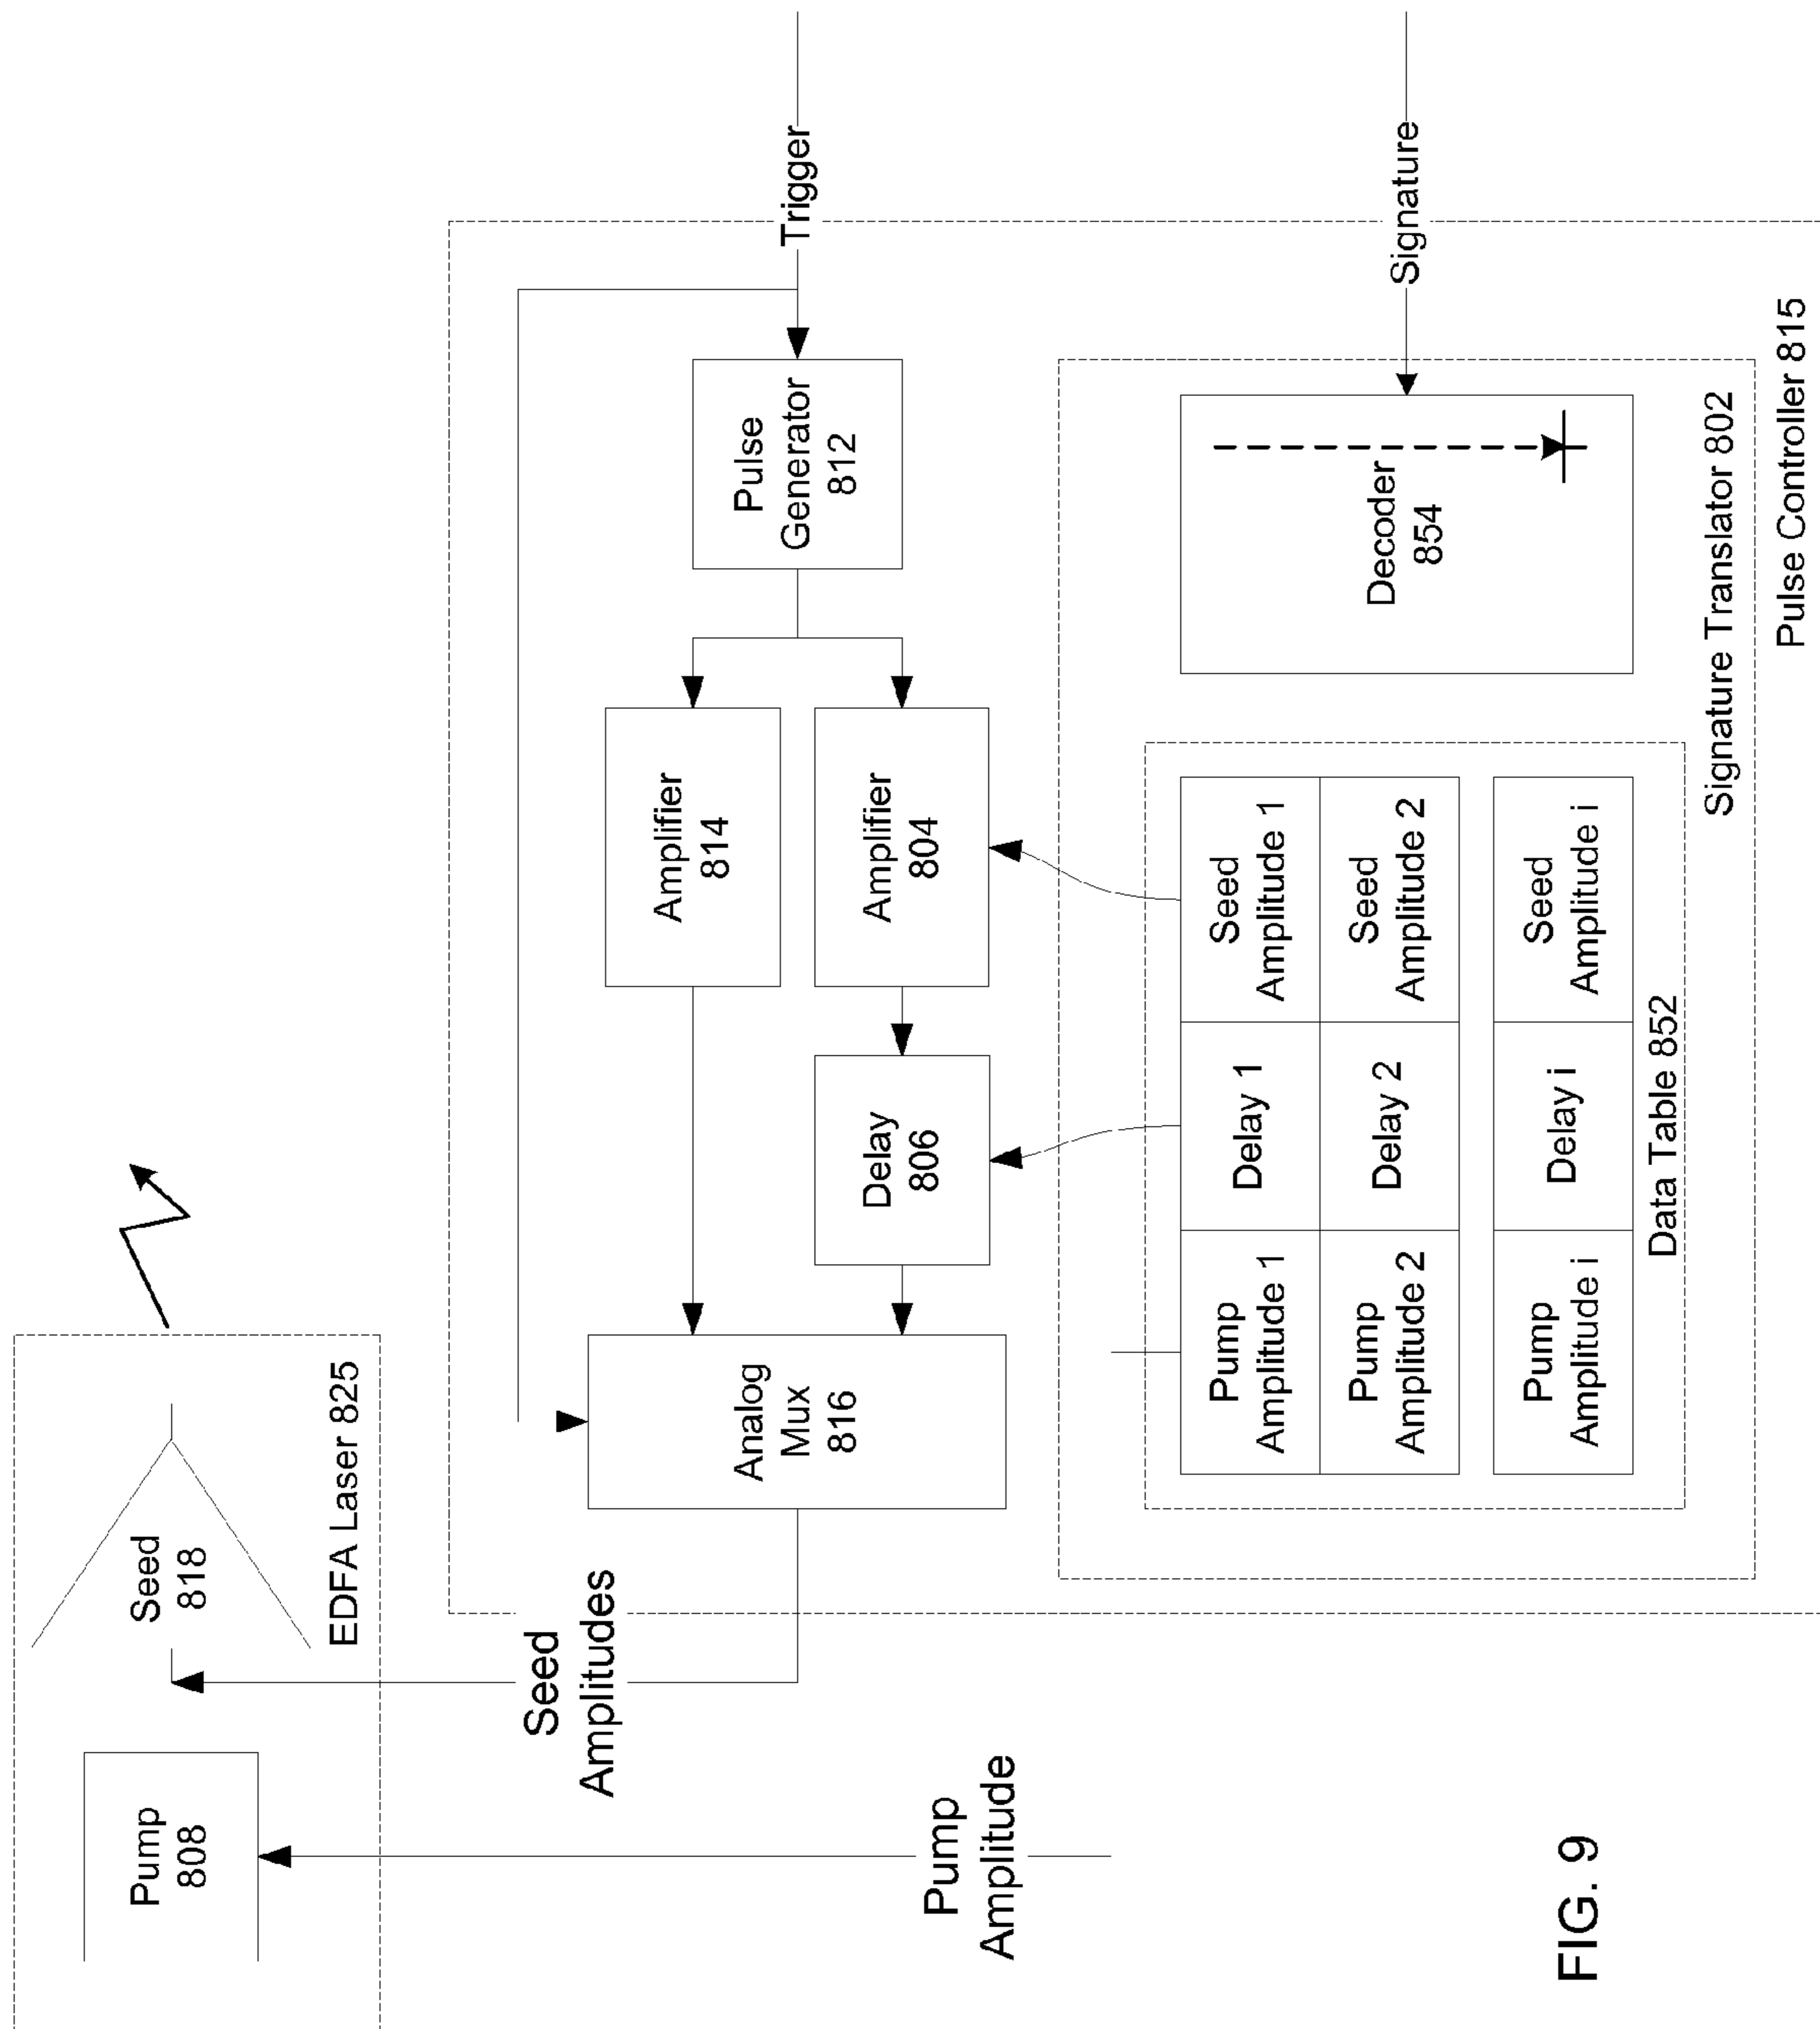 Pump
808
Seed
818
EDFA Laser 825
Seed
Amplitudes
Pump
Amplitude
Trigger
Pulse
Generator
812
Amplifier
814
Amplifier
804
Delay
806
Analog
Mux
816
Signature
Decoder
854
Pump
Amplitude 1
Delay 1
Seed
Amplitude 1
Pump
Amplitude 2
Delay 2
Seed
Amplitude 2
Pump
Amplitude i
Delay i
Seed
Amplitude i
Data Table 852
Signature Translator 802
Pulse Controller 815
FIG. 9